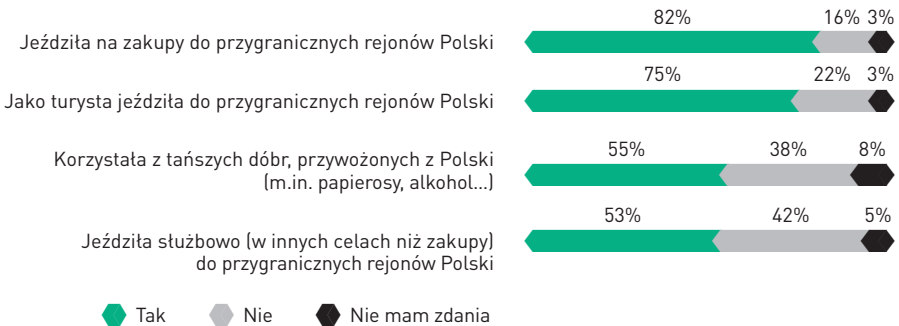 82% 16% 3%
Jeździła na zakupy do przygranicznych rejonów Polski
75% 22% 3%
Jako turysta jeździła do przygranicznych rejonów Polski
55% 38% 8%
Korzystała z tańszych dóbr, przywożonych z Polski
(m.in. papierosy, alkohol...)
53% 42% 5%
Jeździła służbowo (w innych celach niż zakupy)
do przygranicznych rejonów Polski
Tak Nie Nie mam zdania